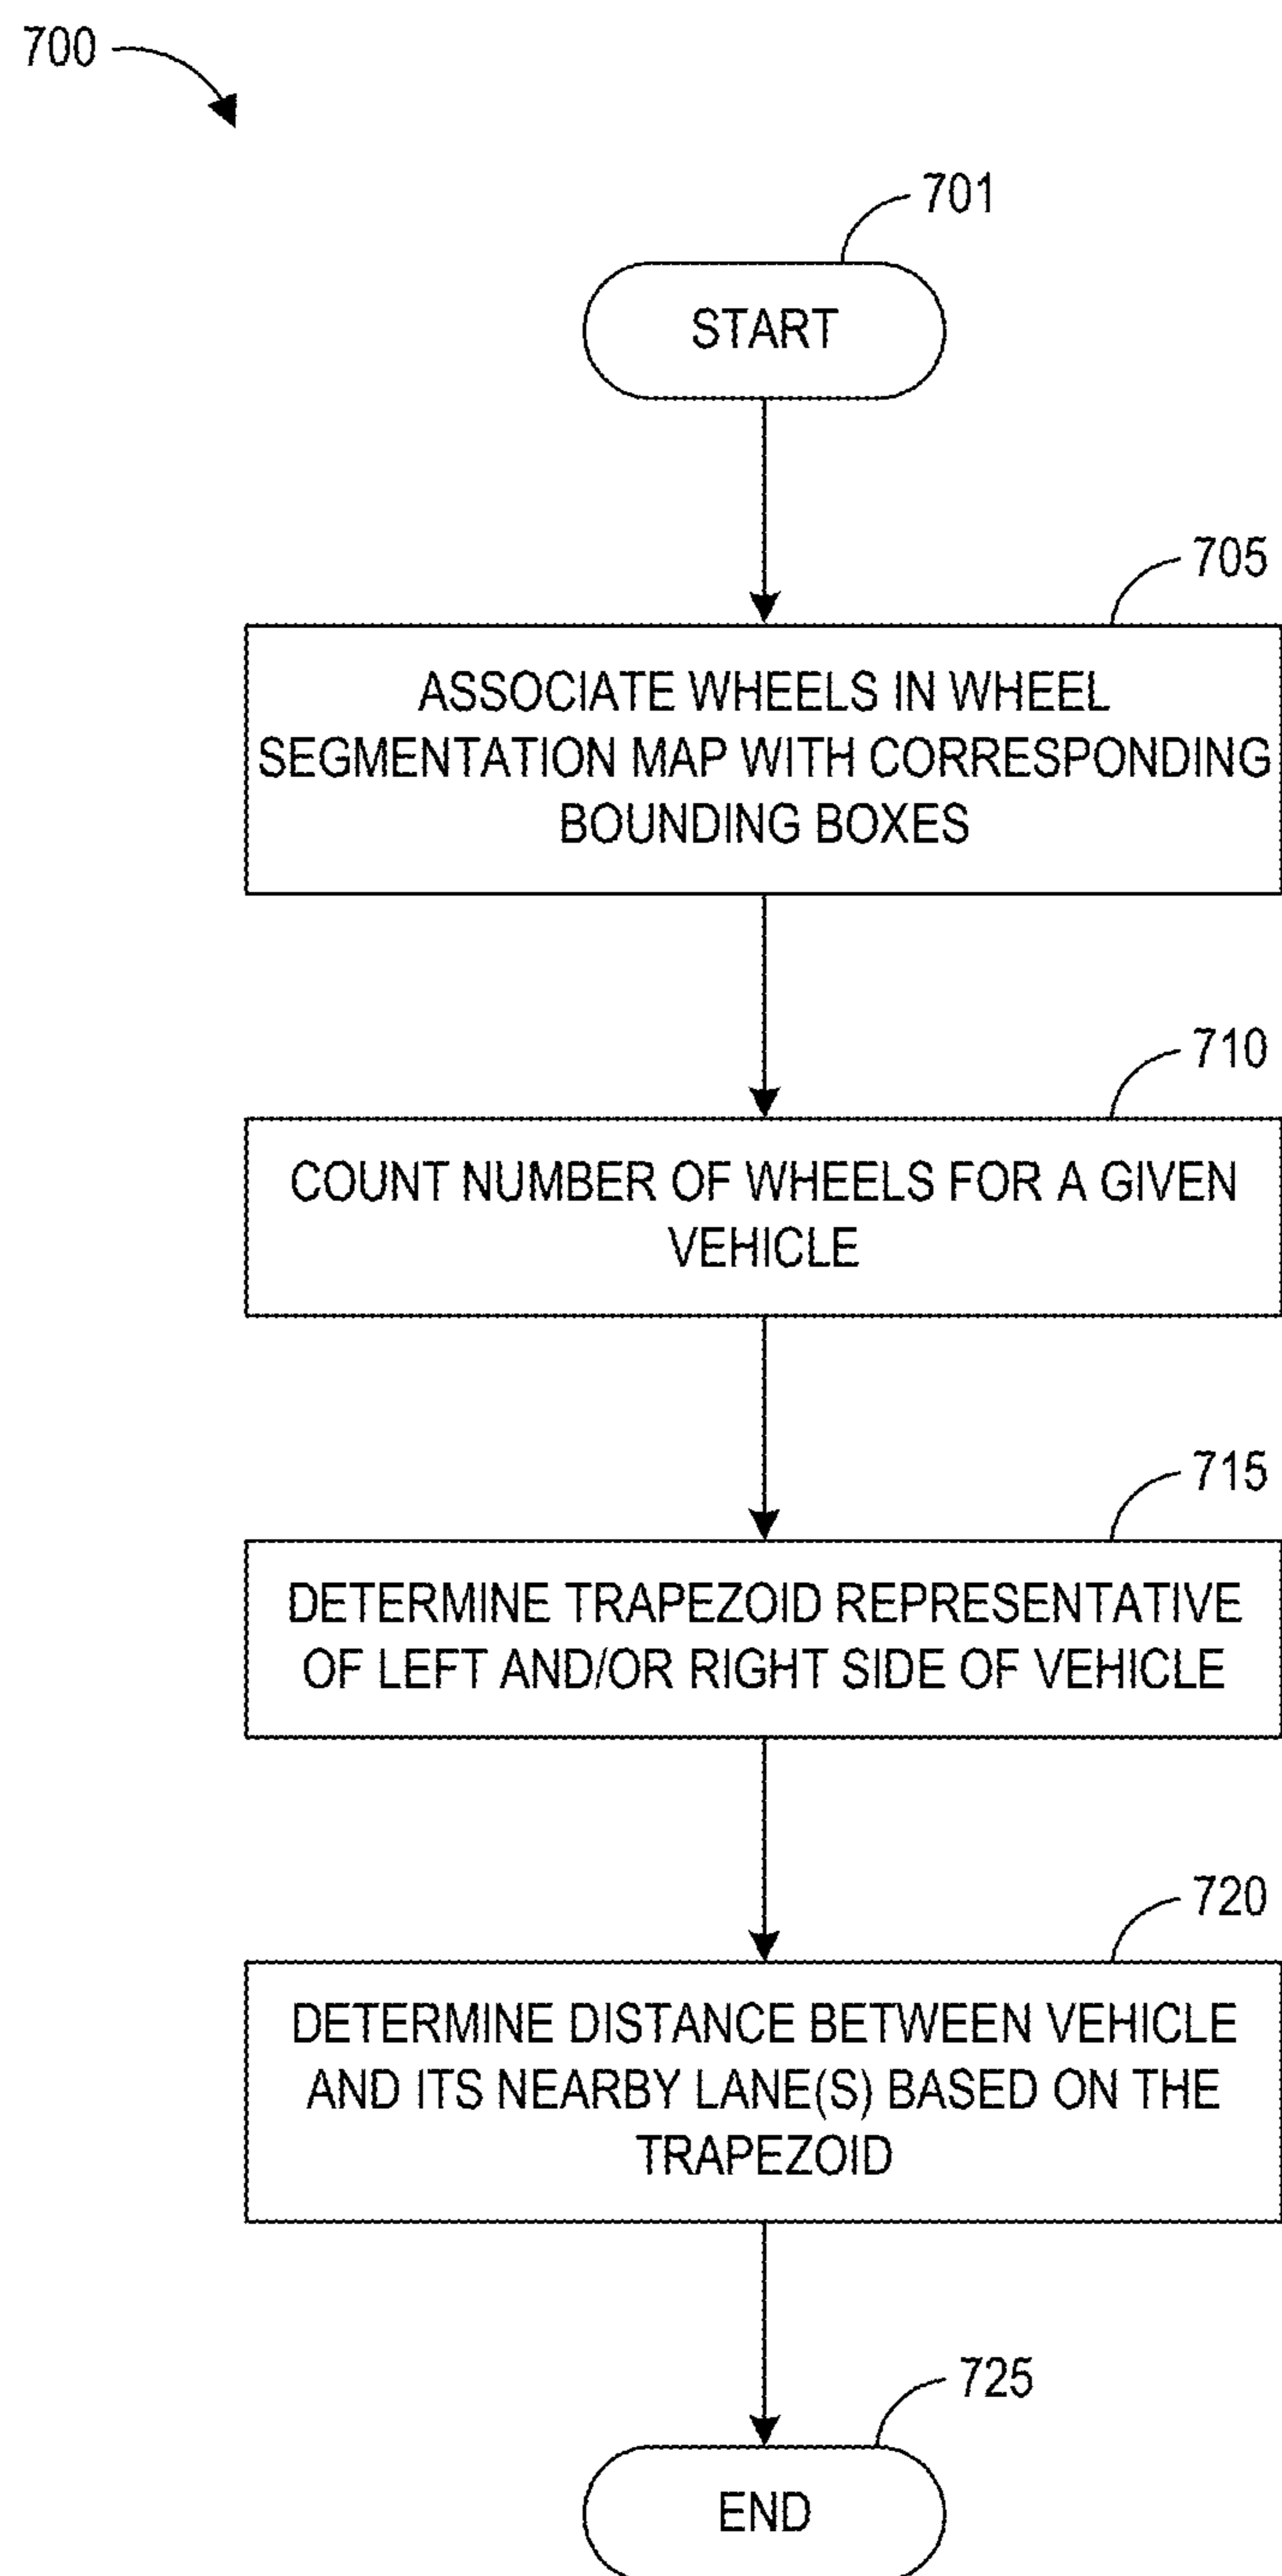 700
701
START
705
ASSOCIATE WHEELS IN WHEEL
SEGMENTATION MAP WITH CORRESPONDING
BOUNDING BOXES
710
COUNT NUMBER OF WHEELS FOR A GIVEN
VEHICLE
715
DETERMINE TRAPEZOID REPRESENTATIVE
OF LEFT AND/OR RIGHT SIDE OF VEHICLE
720
DETERMINE DISTANCE BETWEEN VEHICLE
AND ITS NEARBY LANE(S) BASED ON THE
TRAPEZOID
725
END